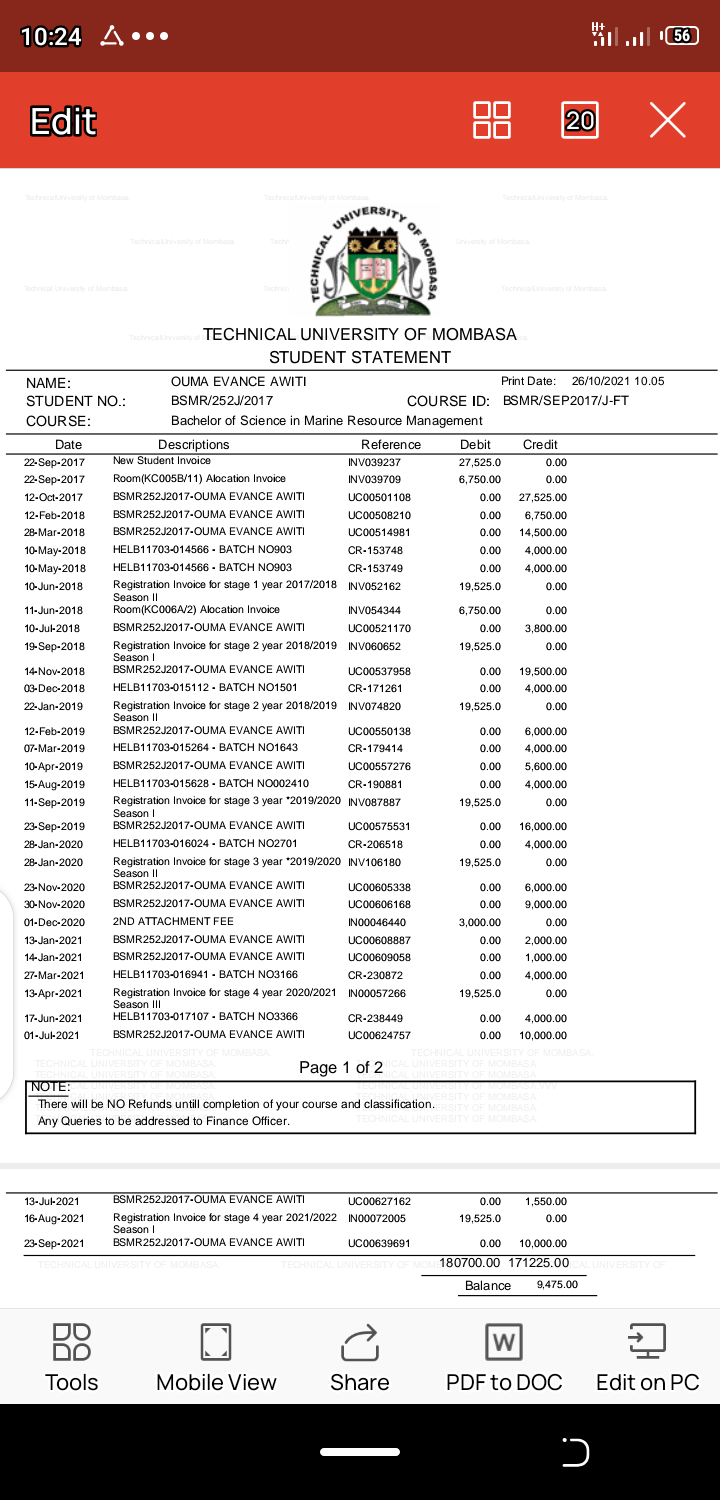 10:24
H+
56
Edit
20
TECHNICAL UNIVERSITY OF MOMBASA
TECHNICAL UNIVERSITY OF MOMBASA
STUDENT STATEMENT
NAME: OUMA EVANCE AWITI Print Date: 26/10/2021 10.05
STUDENT NO.: BSMR/252J/2017 COURSE ID: BSMR/SEP2017/J-FT
COURSE: Bachelor of Science in Marine Resource Management
Date Descriptions Reference Debit Credit
22-Sep-2017 New Student Invoice INV039237 27,525.0 0.00
22-Sep-2017 Room(KC005B/11) Alocation Invoice INV039709 6,750.00 0.00
12-Oct-2017 BSMR252J2017-OUMA EVANCE AWITI UC00501108 0.00 27,525.00
12-Feb-2018 BSMR252J2017-OUMA EVANCE AWITI UC00508210 0.00 6,750.00
28-Mar-2018 BSMR252J2017-OUMA EVANCE AWITI UC00514981 0.00 14,500.00
10-May-2018 HELB11703-014566 - BATCH NO903 CR-153748 0.00 4,000.00
10-May-2018 HELB11703-014566 - BATCH NO903 CR-153749 0.00 4,000.00
10-Jun-2018 Registration Invoice for stage 1 year 2017/2018 INV052162 19,525.0 0.00
Season II
11-Jun-2018 Room(KC006A/2) Alocation Invoice INV054344 6,750.00 0.00
10-Jul-2018 BSMR252J2017-OUMA EVANCE AWITI UC00521170 0.00 3,800.00
19-Sep-2018 Registration Invoice for stage 2 year 2018/2019 INV060652 19,525.0 0.00
Season I
14-Nov-2018 BSMR252J2017-OUMA EVANCE AWITI UC00537958 0.00 19,500.00
03-Dec-2018 HELB11703-015112 - BATCH NO1501 CR-171261 0.00 4,000.00
22-Jan-2019 Registration Invoice for stage 2 year 2018/2019 INV074820 19,525.0 0.00
Season II
12-Feb-2019 BSMR252J2017-OUMA EVANCE AWITI UC00550138 0.00 6,000.00
07-Mar-2019 HELB11703-015264 - BATCH NO1643 CR-179414 0.00 4,000.00
10-Apr-2019 BSMR252J2017-OUMA EVANCE AWITI UC00557276 0.00 5,600.00
15-Aug-2019 HELB11703-015628 - BATCH NO002410 CR-190881 0.00 4,000.00
11-Sep-2019 Registration Invoice for stage 3 year *2019/2020 INV087887 19,525.0 0.00
Season I
23-Sep-2019 BSMR252J2017-OUMA EVANCE AWITI UC00575531 0.00 16,000.00
28-Jan-2020 HELB11703-016024 - BATCH NO2701 CR-206518 0.00 4,000.00
28-Jan-2020 Registration Invoice for stage 3 year *2019/2020 INV106180 19,525.0 0.00
Season II
23-Nov-2020 BSMR252J2017-OUMA EVANCE AWITI UC00605338 0.00 6,000.00
30-Nov-2020 BSMR252J2017-OUMA EVANCE AWITI UC00606168 0.00 9,000.00
01-Dec-2020 2ND ATTACHMENT FEE IN00046440 3,000.00 0.00
13-Jan-2021 BSMR252J2017-OUMA EVANCE AWITI UC00608887 0.00 2,000.00
14-Jan-2021 BSMR252J2017-OUMA EVANCE AWITI UC00609058 0.00 1,000.00
27-Mar-2021 HELB11703-016941 - BATCH NO3166 CR-230872 0.00 4,000.00
13-Apr-2021 Registration Invoice for stage 4 year 2020/2021 IN00057266 19,525.0 0.00
Season III
17-Jun-2021 HELB11703-017107 - BATCH NO3366 CR-238449 0.00 4,000.00
01-Jul-2021 BSMR252J2017-OUMA EVANCE AWITI UC00624757 0.00 10,000.00
Page 1 of 2
NOTE:
There will be NO Refunds untill completion of your course and classification.
Any Queries to be addressed to Finance Officer.
13-Jul-2021 BSMR252J2017-OUMA EVANCE AWITI UC00627162 0.00 1,550.00
16-Aug-2021 Registration Invoice for stage 4 year 2021/2022 IN00072005 19,525.0 0.00
Season I
23-Sep-2021 BSMR252J2017-OUMA EVANCE AWITI UC00639691 0.00 10,000.00
180700.00 171225.00
Balance 9,475.00
Tools Mobile View Share PDF to DOC Edit on PC